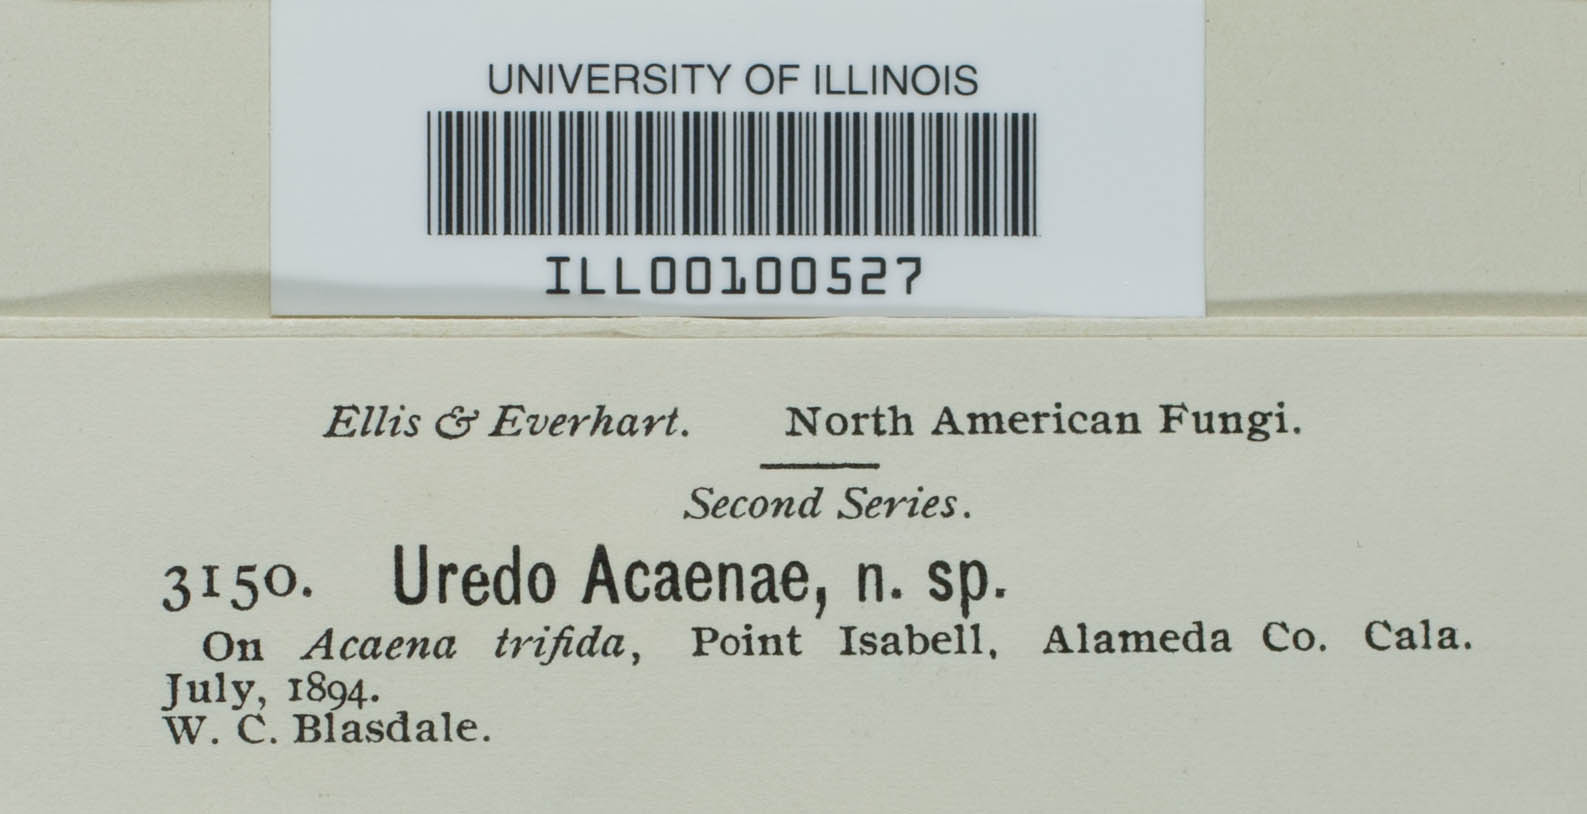 UNIVERSITY OF ILLINOIS
ILL00100527
Ellis & Everhart. North American Fungi.
Second Series.
3150. Uredo Acaenae, n. sp.
On Acaena trifida, Point Isabell, Alameda Co. Cala.
July, 1894.
W. C. Blasdale.